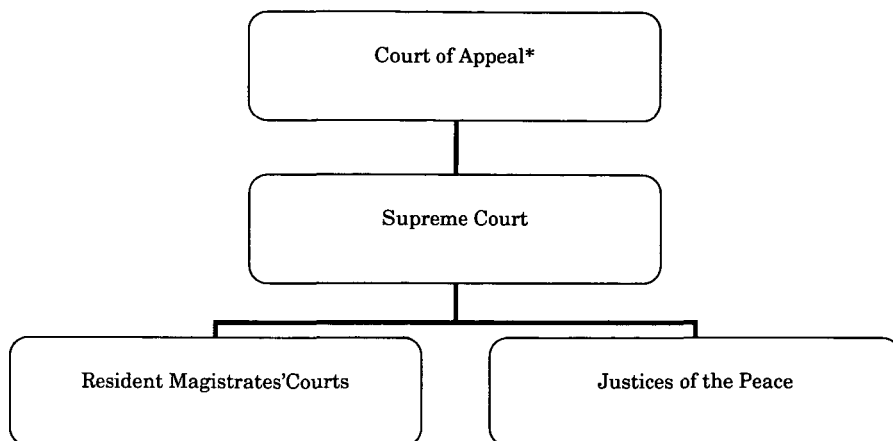 Court of Appeal*
Supreme Court
Resident Magistrates'Courts
Justices of the Peace